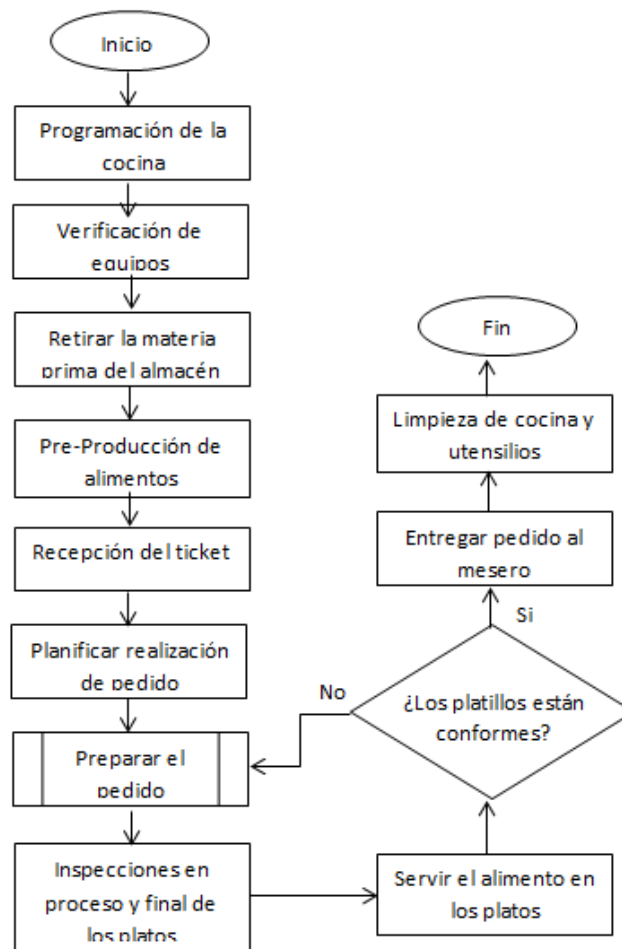 Inicio
Programación de la
cocina
Verificación de
equipos
Retirar la materia
prima del almacén
Pre-Producción de
alimentos
Recepción del ticket
Planificar realización
de pedido
Preparar el
pedido
Inspecciones en
proceso y final de
los platos
Servir el alimento en
los platos
¿Los platillos están
conformes?
No
Si
Entregar pedido al
mesero
Limpieza de cocina y
utensilios
Fin